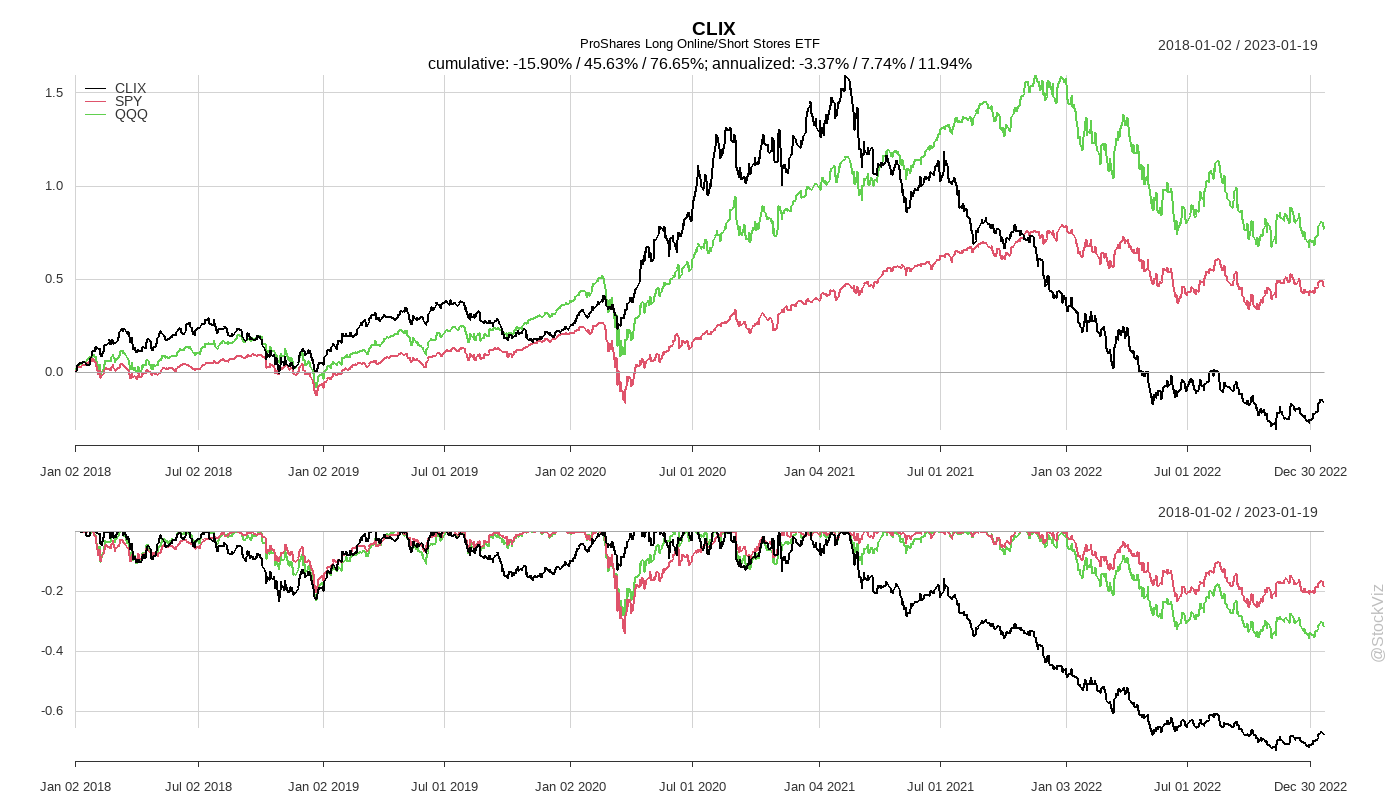 CLIX
ProShares Long Online/Short Stores ETF
2018-01-02 / 2023-01-19
cumulative: -15.90% / 45.63% / 76.65%; annualized: -3.37% / 7.74% / 11.94%
CLIX
SPY
QQQ
1.5
1.0
0.5
0.0
Jan 02 2018 Jul 02 2018 Jan 02 2019 Jul 01 2019 Jan 02 2020 Jul 01 2020 Jan 04 2021 Jul 01 2021 Jan 03 2022 Jul 01 2022 Dec 30 2022
2018-01-02 / 2023-01-19
-0.2
-0.4
-0.6
Jan 02 2018 Jul 02 2018 Jan 02 2019 Jul 01 2019 Jan 02 2020 Jul 01 2020 Jan 04 2021 Jul 01 2021 Jan 03 2022 Jul 01 2022 Dec 30 2022
@StockViz